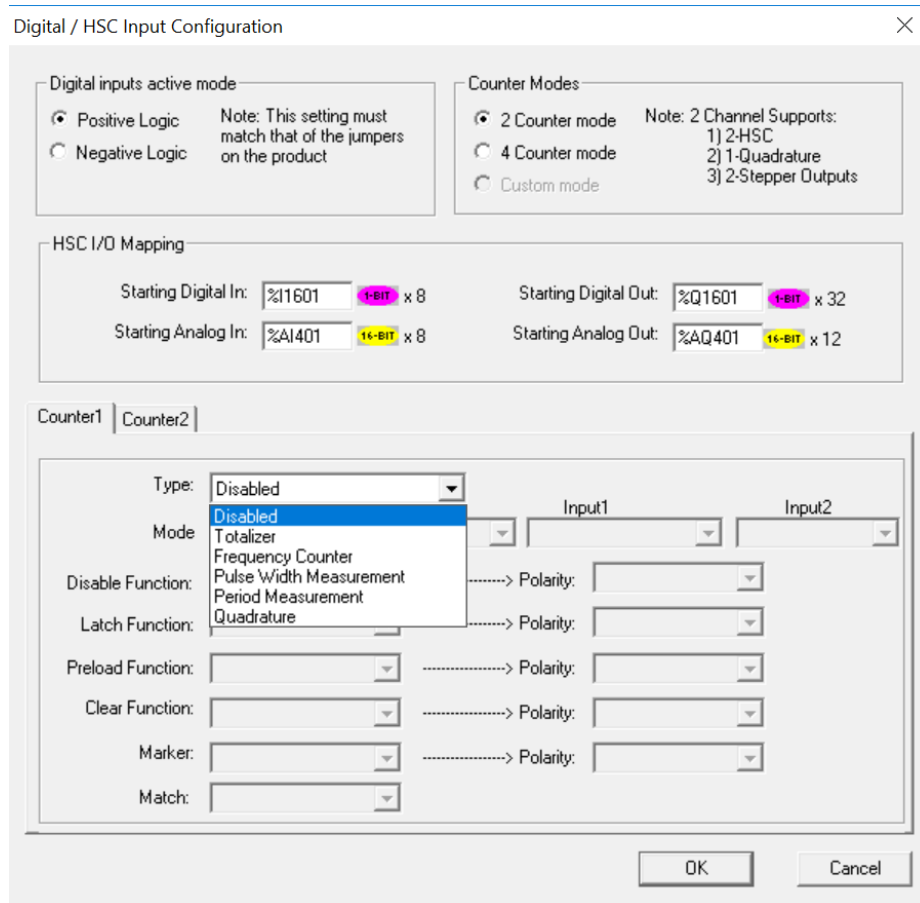 Digital / HSC Input Configuration
Digital inputs active mode
Positive Logic
Negative Logic
Note: This setting must
match that of the jumpers
on the product
Counter Modes
2 Counter mode
4 Counter mode
Custom mode
Note: 2 Channel Supports:
1) 2-HSC
2) 1-Quadrature
3) 2-Stepper Outputs
HSC I/O Mapping
Starting Digital In: %I1601 1-BIT x 8
Starting Digital Out: %Q1601 1-BIT x 32
Starting Analog In: %AI401 16-BIT x 8
Starting Analog Out: %AQ401 16-BIT x 12
Counter1 Counter2
Type: Disabled
Disabled
Totalizer
Frequency Counter
Pulse Width Measurement
Period Measurement
Quadrature
Input1 Input2
Mode
Disable Function: --------> Polarity:
Latch Function: --------> Polarity:
Preload Function: -----------------> Polarity:
Clear Function: -----------------> Polarity:
Marker: -----------------> Polarity:
Match:
OK Cancel